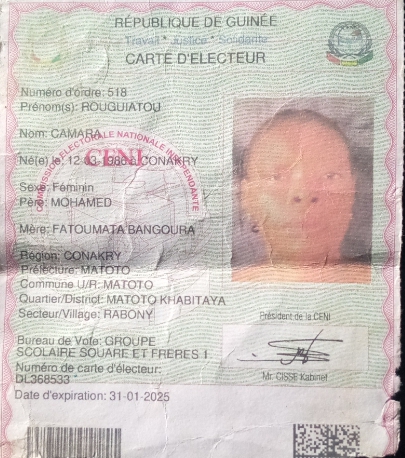 RÉPUBLIQUE DE GUINÉE
Travail * Justice * Solidarité
CARTE D'ELECTEUR
Numéro d'ordre: 518
Prénom(s): ROUGUIATOU
Nom: CAMARA
COMMISSION ELECTORALE NATIONALE INDEPENDANTE
CENI
Né(e) le: 12 03 1986 à CONAKRY
Sexe: Féminin
Père: MOHAMED
Mère: FATOUMATA BANGOURA
Région: CONAKRY
Préfecture: MATOTO
Commune U/R: MATOTO
Quartier/District: MATOTO KHABITAYA
Secteur/Village: RABONY
Président de la CENI
Bureau de Vote: GROUPE
SCOLAIRE SOUARE ET FRERES 1
Numéro de carte d'électeur:
DL368533
Mr. CISSE Kabinet
Date d'expiration: 31-01-2025